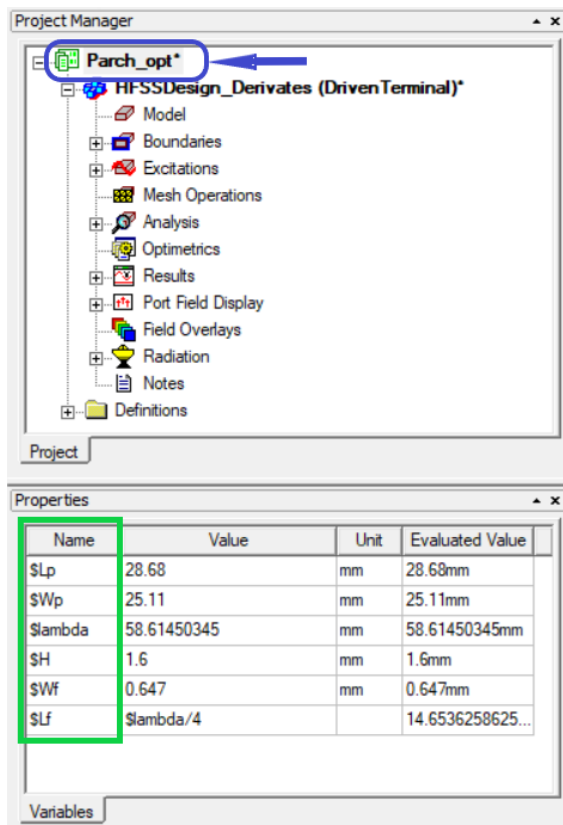 Project Manager
Parch_opt*
HFSSDesign_Derivates (DrivenTerminal)*
Model
Boundaries
Excitations
Mesh Operations
Analysis
Optimetrics
Results
Port Field Display
Field Overlays
Radiation
Notes
Definitions
Project
Properties
Name Value Unit Evaluated Value
$Lp 28.68 mm 28.68mm
$Wp 25.11 mm 25.11mm
$lambda 58.61450345 mm 58.61450345mm
$H 1.6 mm 1.6mm
$Wf 0.647 mm 0.647mm
$Lf $lambda/4 14.6536258625...
Variables